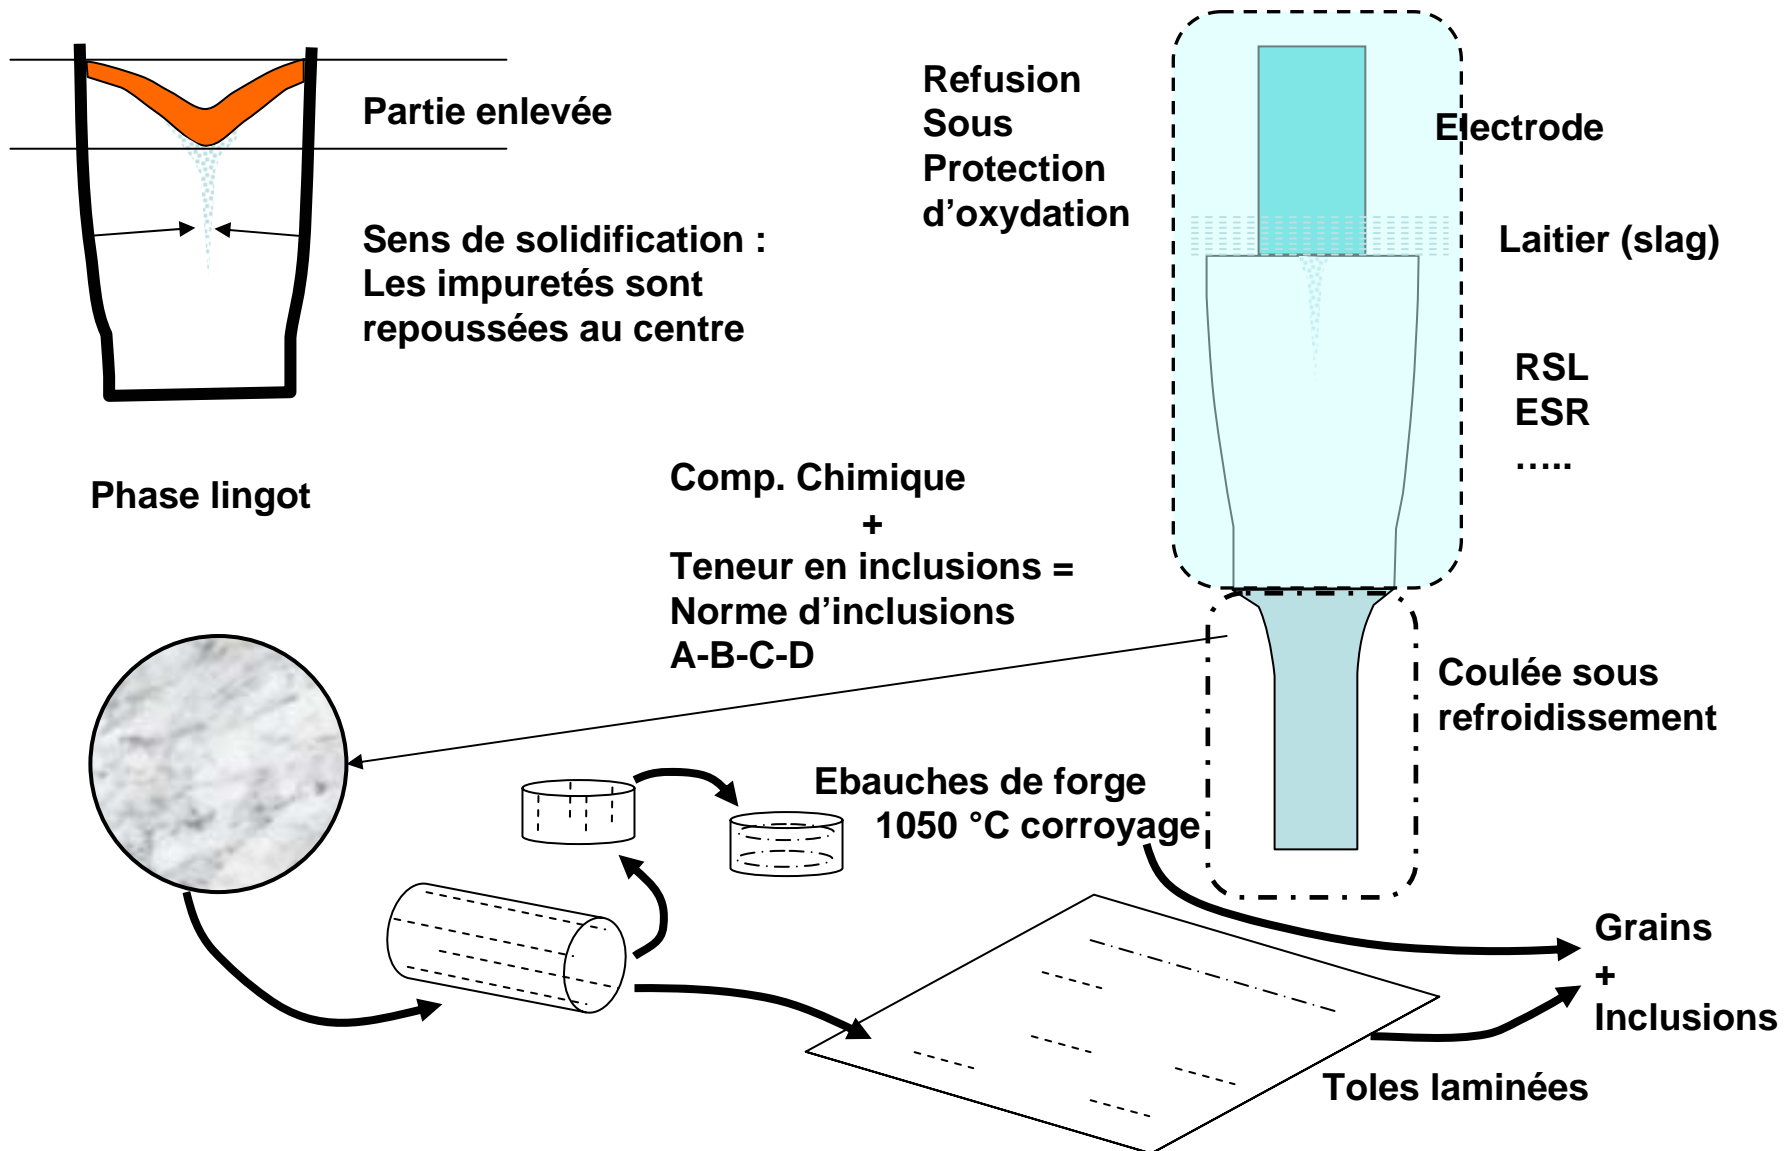 Partie enlevée
Sens de solidification :
Les impuretés sont
repoussées au centre
Phase lingot
Refusion
Sous
Protection
d’oxydation
Electrode
Laitier (slag)
RSL
ESR
…..
Comp. Chimique
+
Teneur en inclusions =
Norme d’inclusions
A-B-C-D
Coulée sous
refroidissement
Ebauches de forge
1050 °C corroyage
Grains
+
Inclusions
Toles laminées